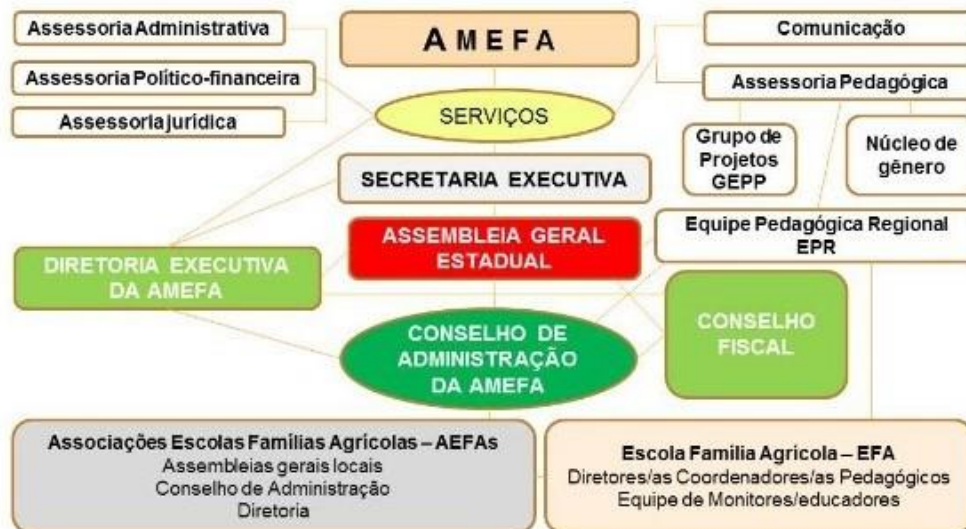 Assessoria Administrativa
Assessoria Político-financeira
Assessoria jurídica
AMEFA
SERVIÇOS
Comunicação
Assessoria Pedagógica
Grupo de
Projetos
GEPP
Núcleo de
gênero
SECRETARIA EXECUTIVA
ASSEMBLEIA GERAL
ESTADUAL
Equipe Pedagógica Regional
EPR
DIRETORIA EXECUTIVA
DA AMEFA
CONSELHO DE
ADMINISTRAÇÃO
DA AMEFA
CONSELHO
FISCAL
Associações Escolas Famílias Agrícolas – AEFAs
Assembleias gerais locais
Conselho de Administração
Diretoria
Escola Família Agrícola – EFA
Diretores/as Coordenadores/as Pedagógicos
Equipe de Monitores/educadores